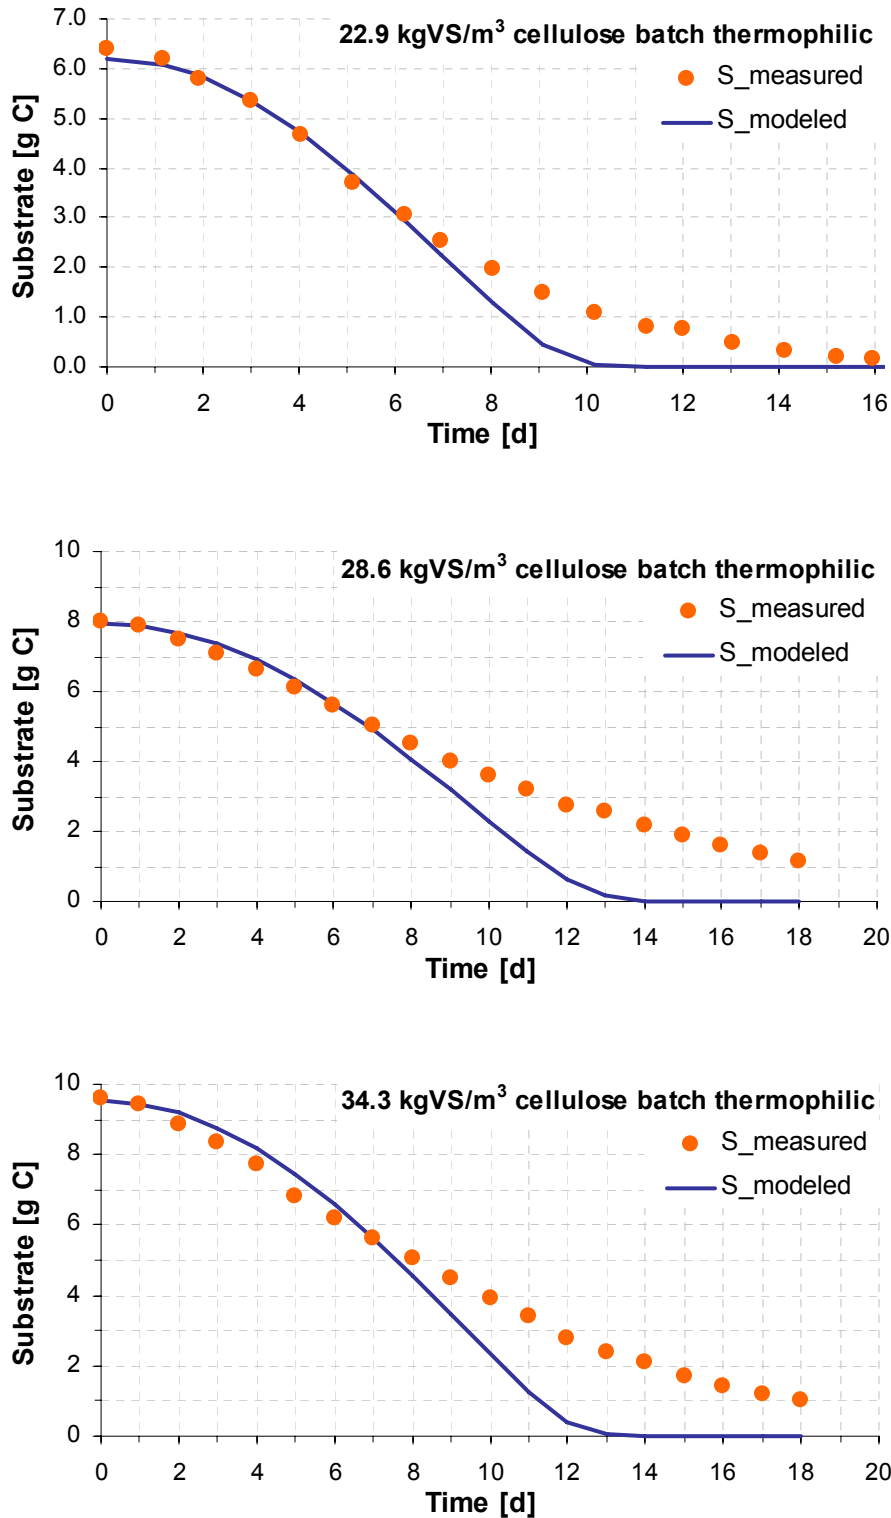 22.9 kgVS/m³ cellulose batch thermophilic
S_measured
S_modeled
Substrate [g C]
7.0
6.0
5.0
4.0
3.0
2.0
1.0
0.0
0 2 4 6 8 10 12 14 16
Time [d]
28.6 kgVS/m³ cellulose batch thermophilic
S_measured
S_modeled
Substrate [g C]
10
8
6
4
2
0
0 2 4 6 8 10 12 14 16 18 20
Time [d]
34.3 kgVS/m³ cellulose batch thermophilic
S_measured
S_modeled
Substrate [g C]
10
8
6
4
2
0
0 2 4 6 8 10 12 14 16 18 20
Time [d]